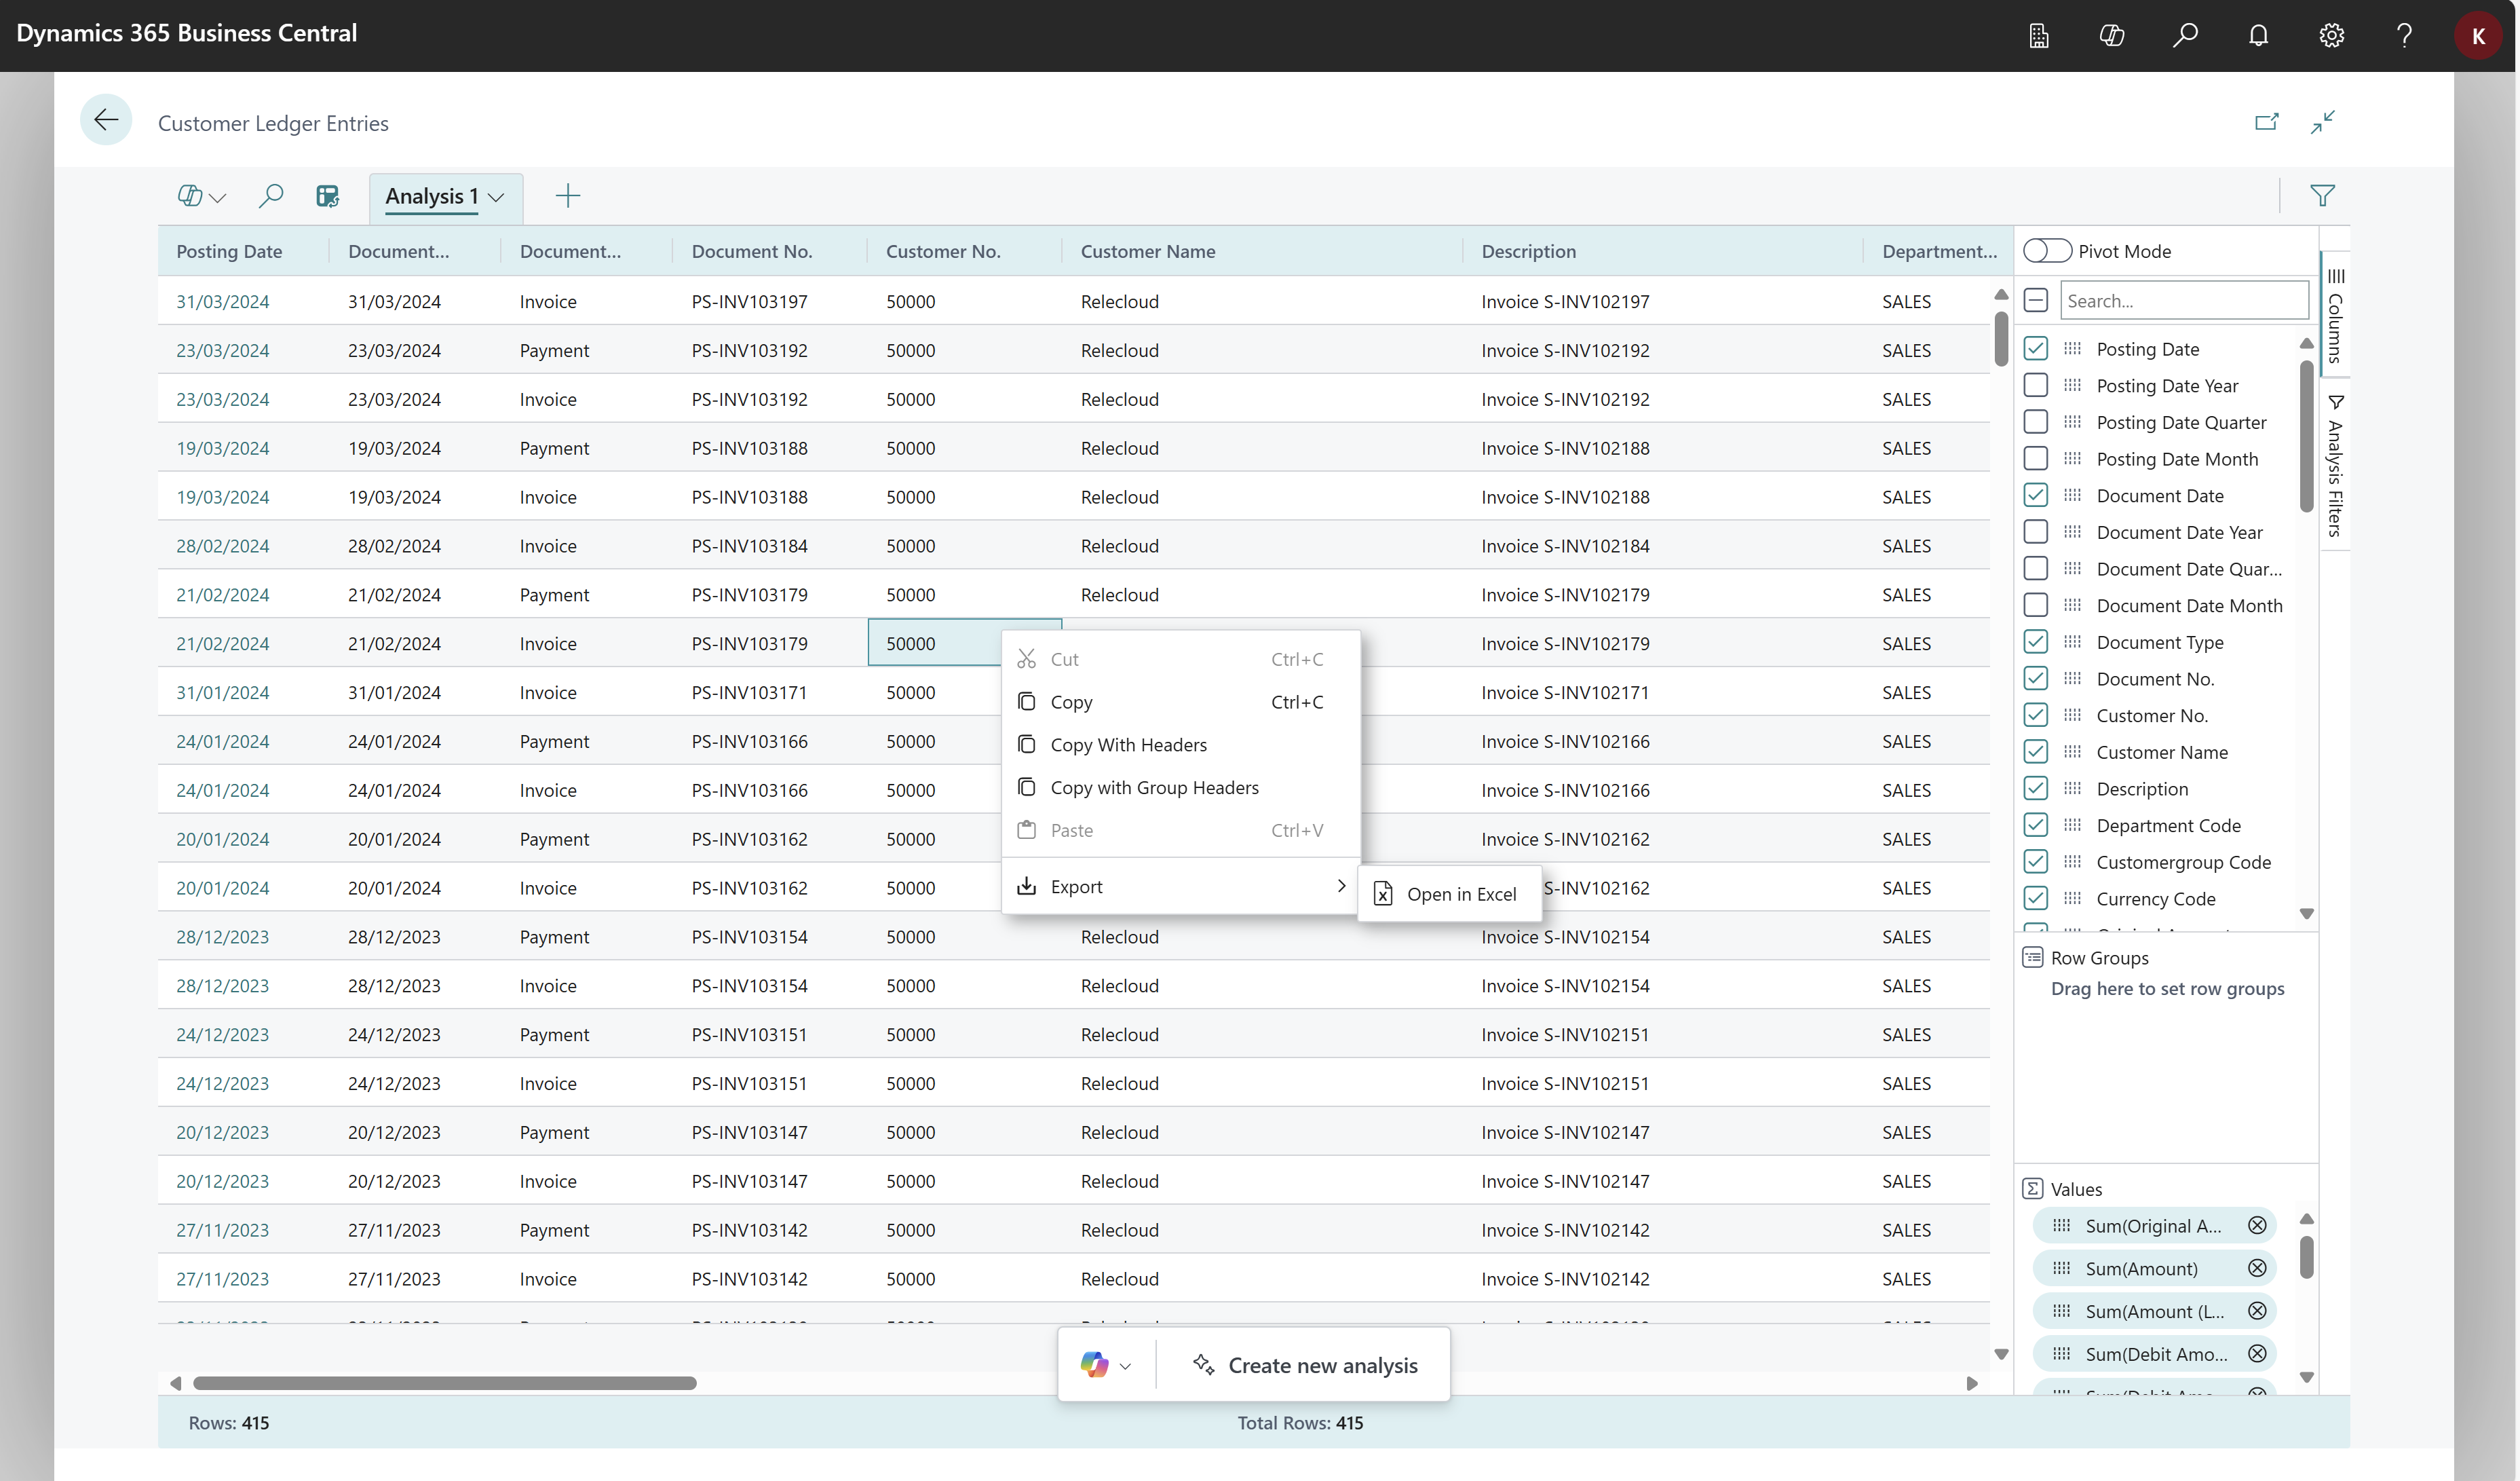 Dynamics 365 Business Central
K
Customer Ledger Entries
Analysis 1
Posting Date Document... Document... Document No. Customer No. Customer Name Description Department...
31/03/2024 31/03/2024 Invoice PS-INV103197 50000 Relecloud Invoice S-INV102197 SALES
23/03/2024 23/03/2024 Payment PS-INV103192 50000 Relecloud Invoice S-INV102192 SALES
23/03/2024 23/03/2024 Invoice PS-INV103192 50000 Relecloud Invoice S-INV102192 SALES
19/03/2024 19/03/2024 Payment PS-INV103188 50000 Relecloud Invoice S-INV102188 SALES
19/03/2024 19/03/2024 Invoice PS-INV103188 50000 Relecloud Invoice S-INV102188 SALES
28/02/2024 28/02/2024 Invoice PS-INV103184 50000 Relecloud Invoice S-INV102184 SALES
21/02/2024 21/02/2024 Payment PS-INV103179 50000 Relecloud Invoice S-INV102179 SALES
21/02/2024 21/02/2024 Invoice PS-INV103179 50000 Invoice S-INV102179 SALES
31/01/2024 31/01/2024 Invoice PS-INV103171 50000 Invoice S-INV102171 SALES
24/01/2024 24/01/2024 Payment PS-INV103166 50000 Invoice S-INV102166 SALES
24/01/2024 24/01/2024 Invoice PS-INV103166 50000 Invoice S-INV102166 SALES
20/01/2024 20/01/2024 Payment PS-INV103162 50000 Invoice S-INV102162 SALES
20/01/2024 20/01/2024 Invoice PS-INV103162 50000 S-INV102162 SALES
28/12/2023 28/12/2023 Payment PS-INV103154 50000 Relecloud Invoice S-INV102154 SALES
28/12/2023 28/12/2023 Invoice PS-INV103154 50000 Relecloud Invoice S-INV102154 SALES
24/12/2023 24/12/2023 Payment PS-INV103151 50000 Relecloud Invoice S-INV102151 SALES
24/12/2023 24/12/2023 Invoice PS-INV103151 50000 Relecloud Invoice S-INV102151 SALES
20/12/2023 20/12/2023 Payment PS-INV103147 50000 Relecloud Invoice S-INV102147 SALES
20/12/2023 20/12/2023 Invoice PS-INV103147 50000 Relecloud Invoice S-INV102147 SALES
27/11/2023 27/11/2023 Payment PS-INV103142 50000 Relecloud Invoice S-INV102142 SALES
27/11/2023 27/11/2023 Invoice PS-INV103142 50000 Relecloud Invoice S-INV102142 SALES
Cut Ctrl+C
Copy Ctrl+C
Copy With Headers
Copy with Group Headers
Paste Ctrl+V
Export
Open in Excel
Create new analysis
Rows: 415
Total Rows: 415
Pivot Mode
Search...
Posting Date
Posting Date Year
Posting Date Quarter
Posting Date Month
Document Date
Document Date Year
Document Date Quar...
Document Date Month
Document Type
Document No.
Customer No.
Customer Name
Description
Department Code
Customergroup Code
Currency Code
Row Groups
Drag here to set row groups
Values
Sum(Original A...
Sum(Amount)
Sum(Amount (L...
Sum(Debit Amo...
Columns
Analysis Filters